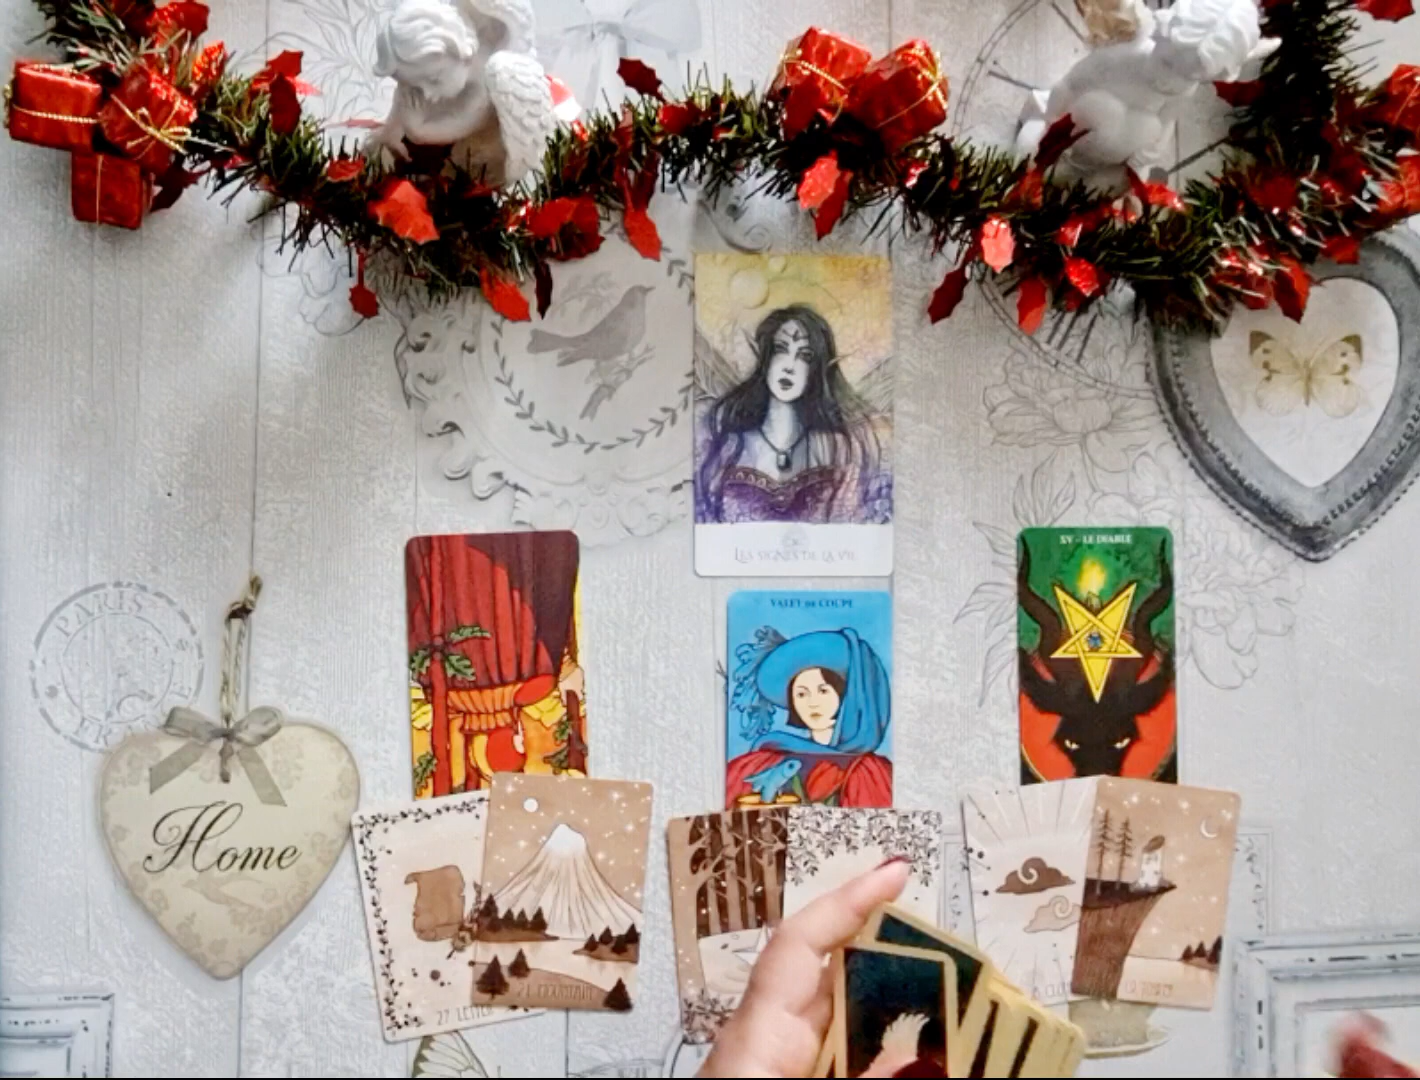 LES SIGNES DE LA VIE
XV - LE DIABLE
VALET DE COUPE
PARIS
Home
27 LETTER
21 MOUNTAIN